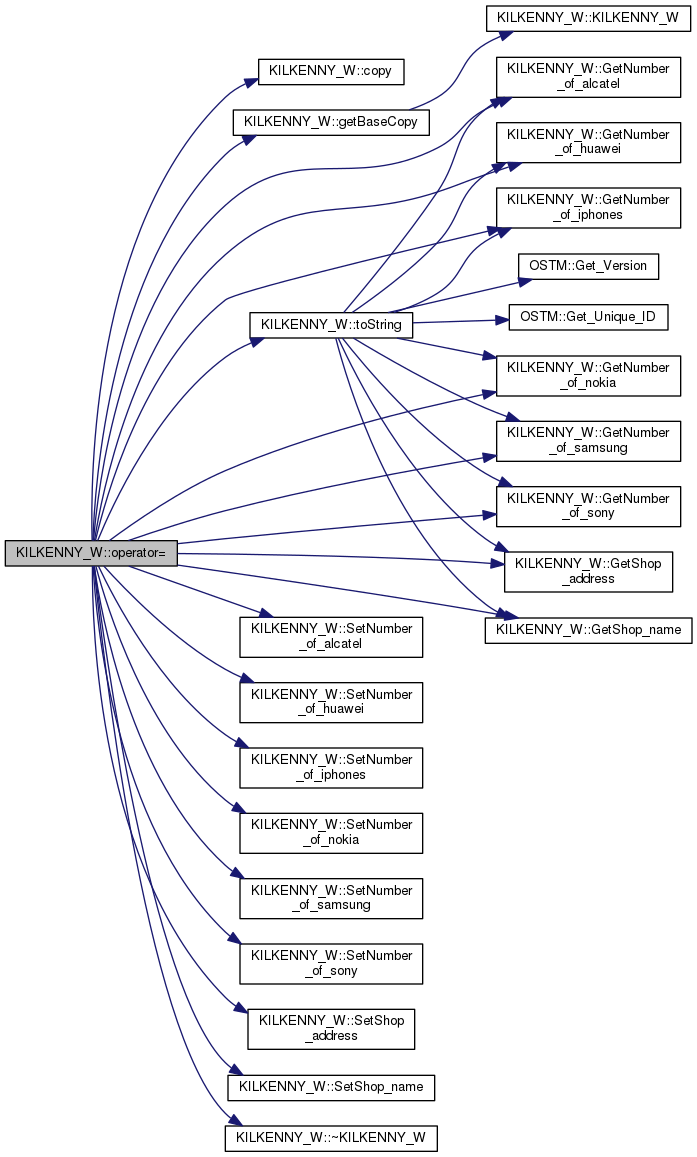 KILKENNY_W::KILKENNY_W
KILKENNY_W::copy
KILKENNY_W::GetNumber
_of_alcatel
KILKENNY_W::getBaseCopy
KILKENNY_W::GetNumber
_of_huawei
KILKENNY_W::GetNumber
_of_iphones
OSTM::Get_Version
KILKENNY_W::toString
OSTM::Get_Unique_ID
KILKENNY_W::GetNumber
_of_nokia
KILKENNY_W::GetNumber
_of_samsung
KILKENNY_W::GetNumber
_of_sony
KILKENNY_W::operator=
KILKENNY_W::GetShop
_address
KILKENNY_W::GetShop_name
KILKENNY_W::SetNumber
_of_alcatel
KILKENNY_W::SetNumber
_of_huawei
KILKENNY_W::SetNumber
_of_iphones
KILKENNY_W::SetNumber
_of_nokia
KILKENNY_W::SetNumber
_of_samsung
KILKENNY_W::SetNumber
_of_sony
KILKENNY_W::SetShop
_address
KILKENNY_W::SetShop_name
KILKENNY_W::~KILKENNY_W